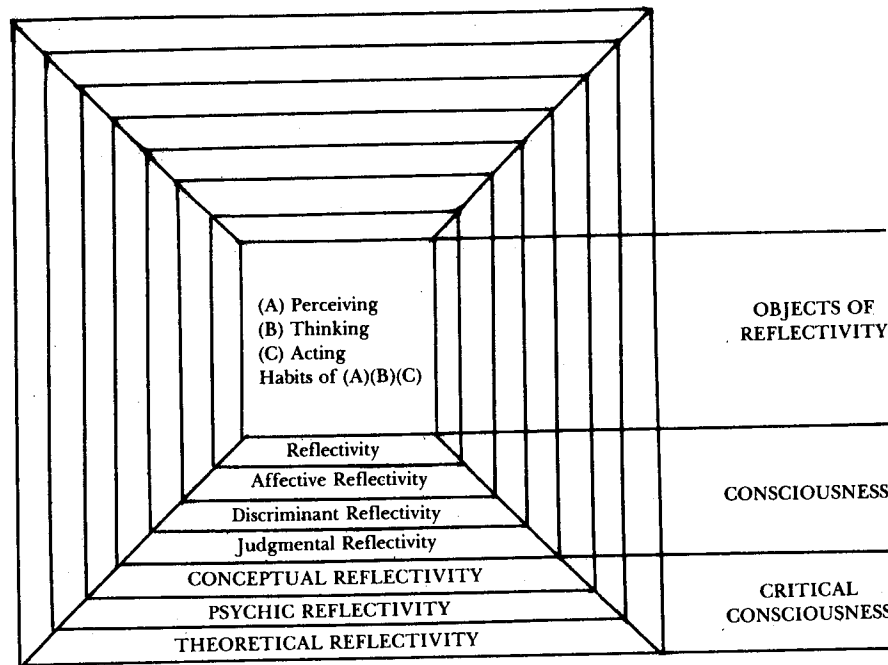 (A) Perceiving
(B) Thinking
(C) Acting
Habits of (A)(B)(C)
OBJECTS OF
REFLECTIVITY
Reflectivity
Affective Reflectivity
Discriminant Reflectivity
Judgmental Reflectivity
CONSCIOUSNESS
CONCEPTUAL REFLECTIVITY
PSYCHIC REFLECTIVITY
THEORETICAL REFLECTIVITY
CRITICAL
CONSCIOUSNESS